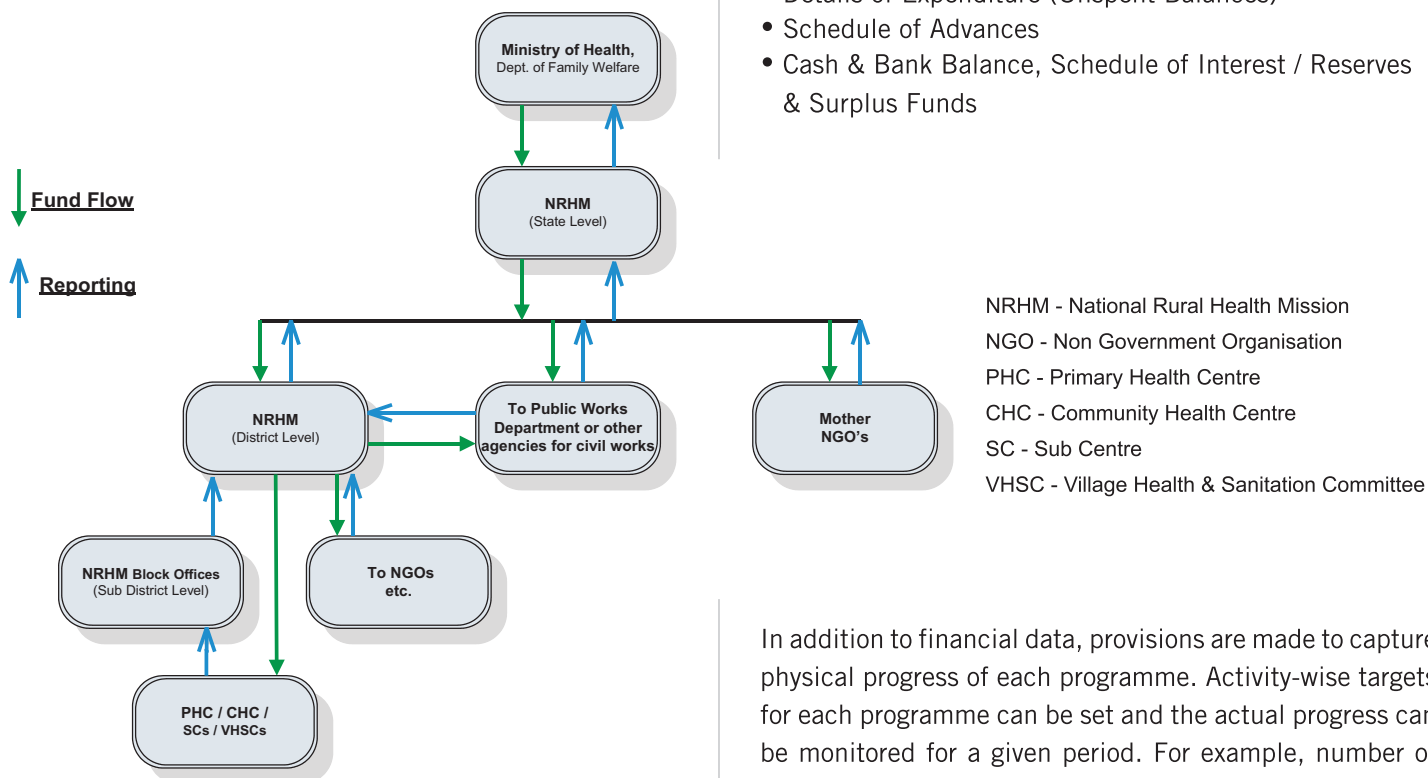 Details of Expenditure (Unspent Balances)
• Schedule of Advances
• Cash & Bank Balance, Schedule of Interest / Reserves
& Surplus Funds
Ministry of Health,
Dept. of Family Welfare
NRHM
(State Level)
Fund Flow
Reporting
NRHM
(District Level)
To Public Works
Department or other
agencies for civil works
Mother
NGO’s
NRHM Block Offices
(Sub District Level)
To NGOs
etc.
PHC / CHC /
SCs / VHSCs
NRHM - National Rural Health Mission
NGO - Non Government Organisation
PHC - Primary Health Centre
CHC - Community Health Centre
SC - Sub Centre
VHSC - Village Health & Sanitation Committee
In addition to financial data, provisions are made to capture
physical progress of each programme. Activity-wise targets
for each programme can be set and the actual progress can
be monitored for a given period. For example, number o